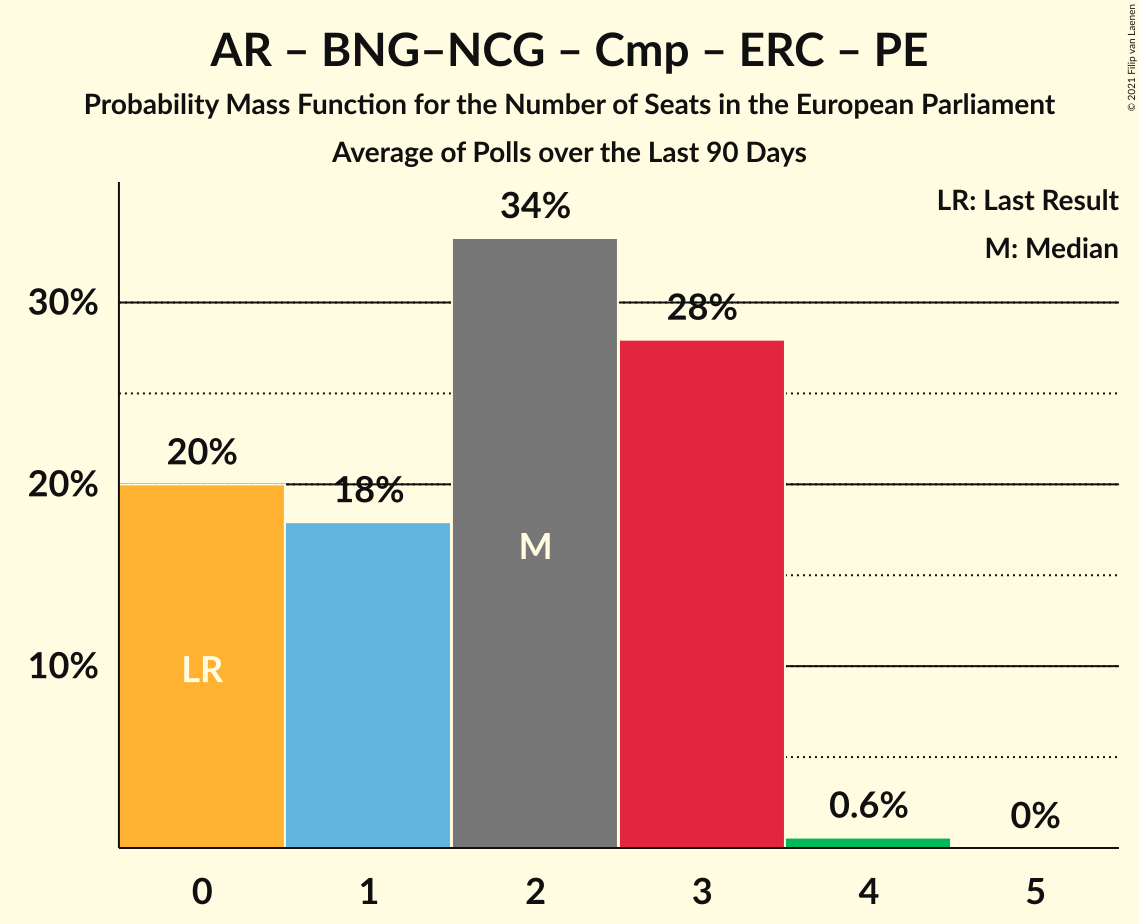 AR – BNG–NCG – Cmp – ERC – PE
Probability Mass Function for the Number of Seats in the European Parliament
Average of Polls over the Last 90 Days
© 2021 Filip van Laenen
LR: Last Result
M: Median
34%
30%
28%
20%
20%
18%
M
10%
LR
0.6%
0%
0 1 2 3 4 5